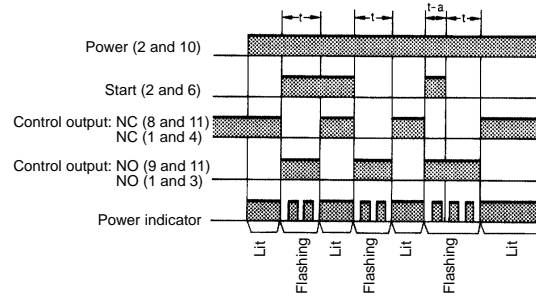 t
t
t-a
t
Power (2 and 10)
Start (2 and 6)
Control output: NC (8 and 11)
NC (1 and 4)
Control output: NO (9 and 11)
NO (1 and 3)
Power indicator
Lit
Flashing
Lit
Flashing
Lit
Flashing
Lit